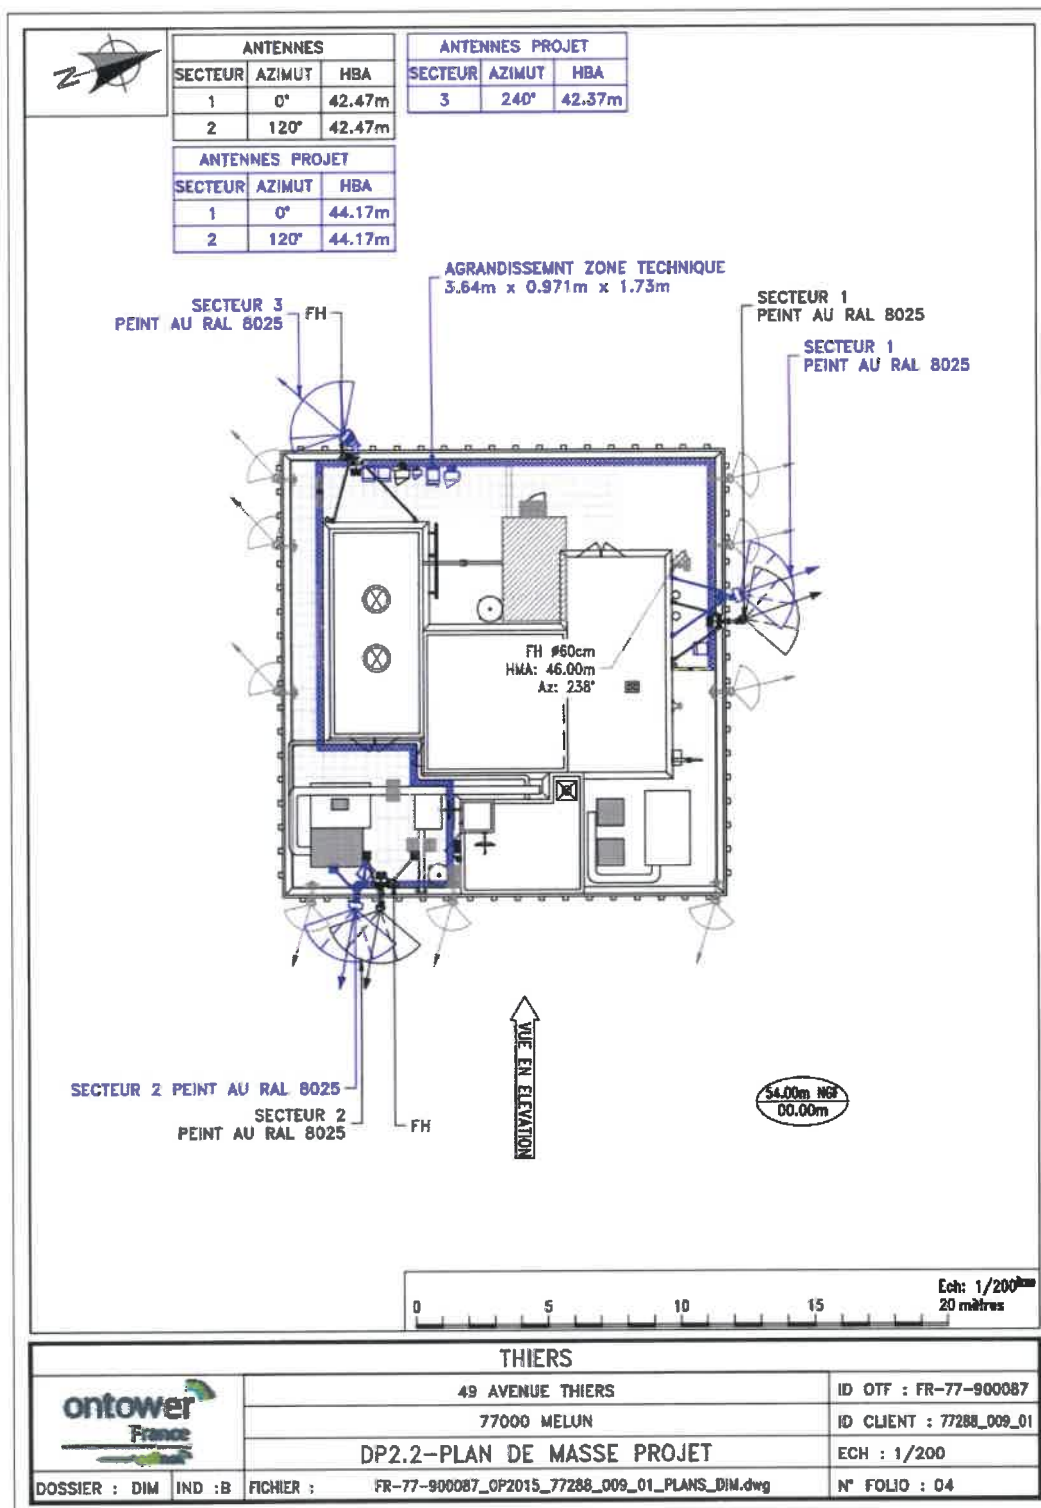 N
ANTENNES
SECTEUR AZIMUT HBA
1 0° 42.47m
2 120° 42.47m
ANTENNES PROJET
SECTEUR AZIMUT HBA
3 240° 42.37m
ANTENNES PROJET
SECTEUR AZIMUT HBA
1 0° 44.17m
2 120° 44.17m
AGRANDISSEMNT ZONE TECHNIQUE
3.64m x 0.971m x 1.73m
SECTEUR 3
PEINT AU RAL 8025
FH
SECTEUR 1
PEINT AU RAL 8025
SECTEUR 1
PEINT AU RAL 8025
FH ø60cm
HMA: 46.00m
Az: 238°
SECTEUR 2 PEINT AU RAL 8025
SECTEUR 2
PEINT AU RAL 8025
FH
VUE EN ELEVATION
54.00m NGF
00.00m
Ech: 1/200
0 5 10 15 20 mètres
THIERS
ontower
France
49 AVENUE THIERS
77000 MELUN
DP2.2-PLAN DE MASSE PROJET
ID OTF : FR-77-900087
ID CLIENT : 77288_009_01
ECH : 1/200
DOSSIER : DIM IND :B FICHIER : FR-77-900087_OP2015_77288_009_01_PLANS_DIM.dwg N° FOLIO : 04